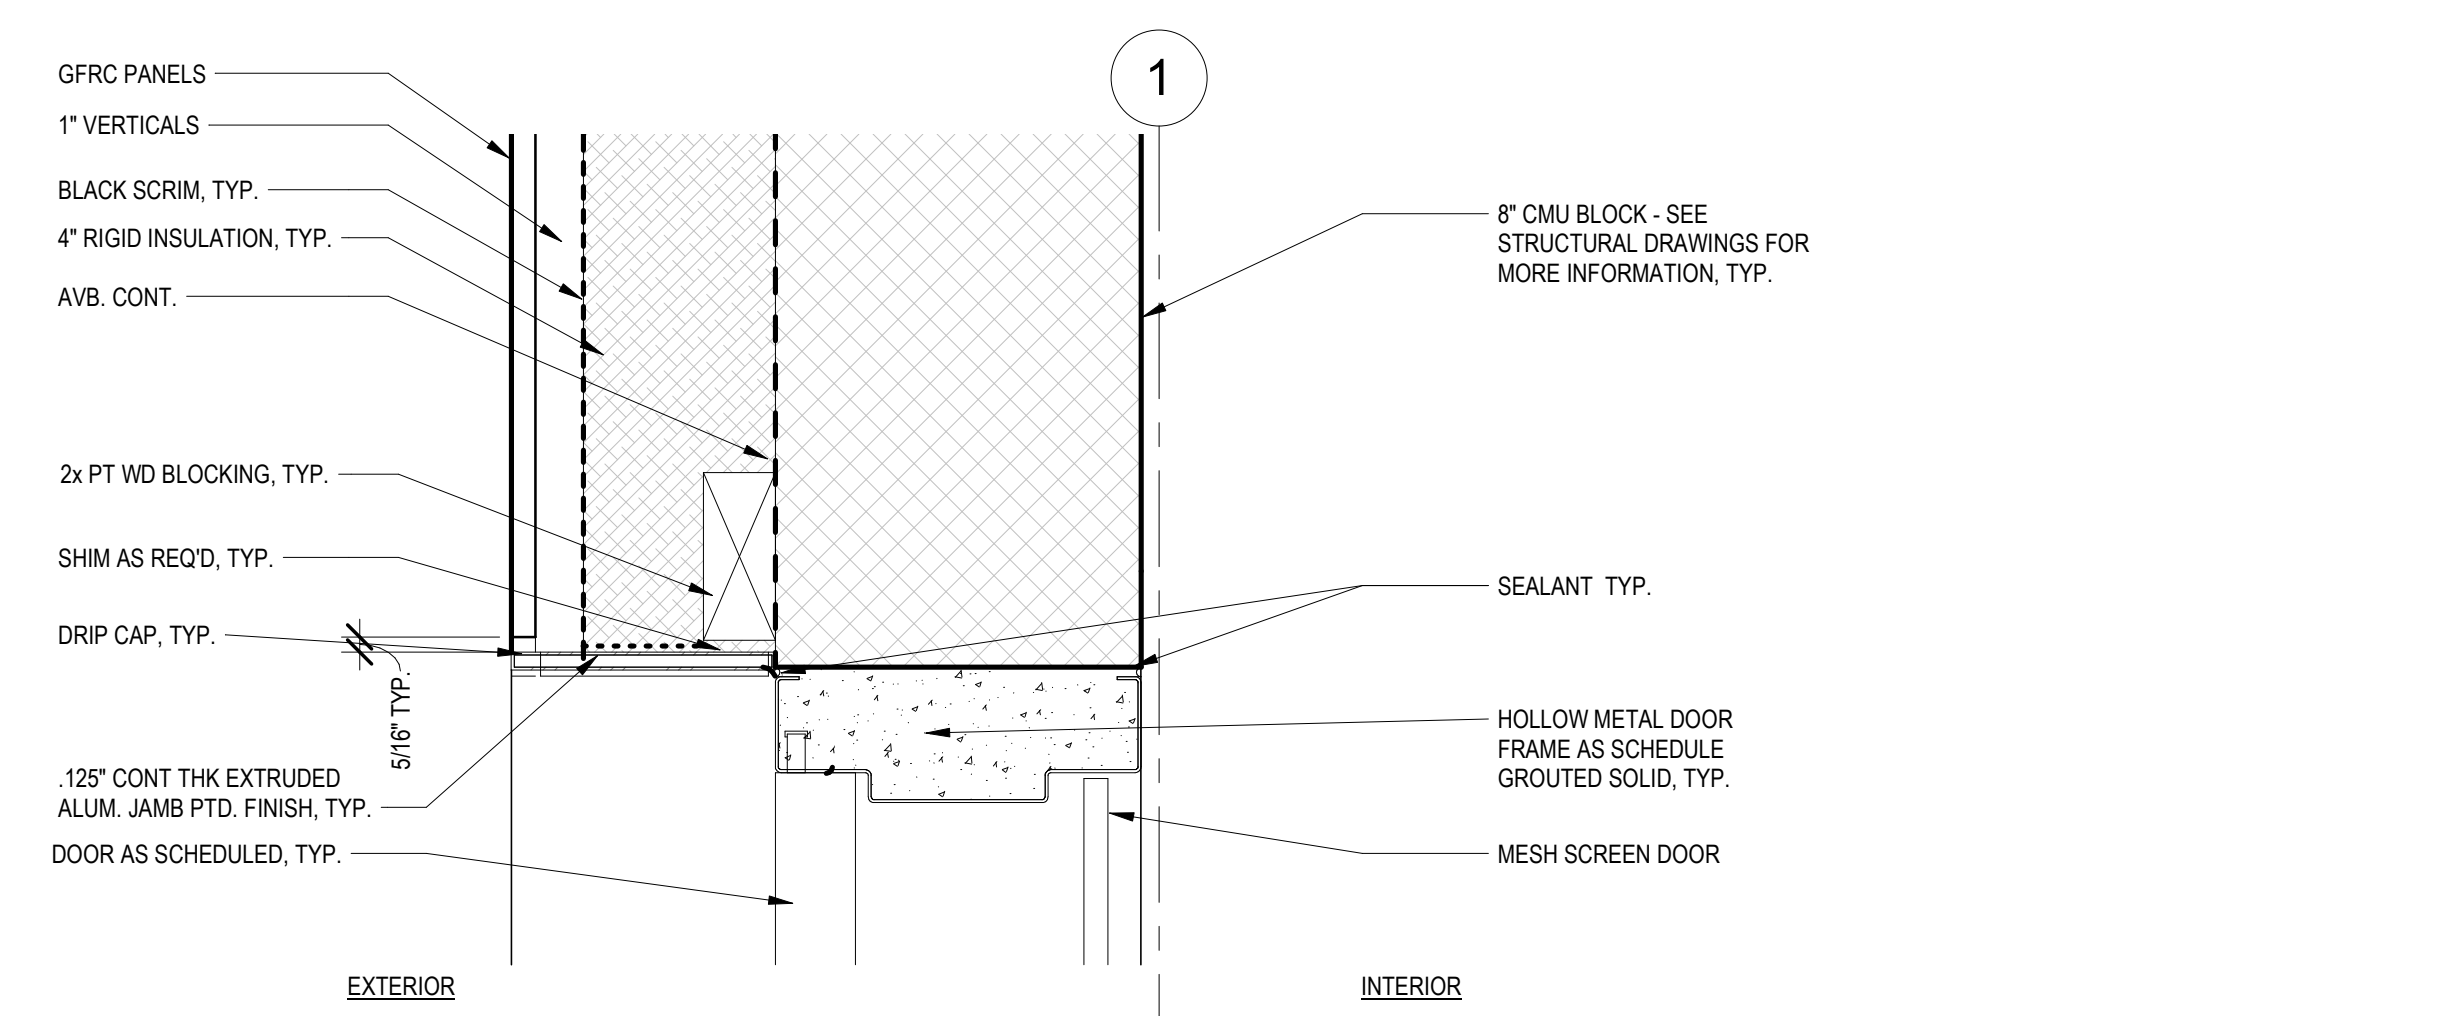 1
GFRC PANELS
1" VERTICALS
BLACK SCRIM, TYP.
4" RIGID INSULATION, TYP.
AVB. CONT.
2x PT WD BLOCKING, TYP.
SHIM AS REQ'D, TYP.
DRIP CAP, TYP.
5/16" TYP.
.125" CONT THK EXTRUDED
ALUM. JAMB PTD. FINISH, TYP.
DOOR AS SCHEDULED, TYP.
8" CMU BLOCK - SEE
STRUCTURAL DRAWINGS FOR
MORE INFORMATION, TYP.
SEALANT  TYP.
HOLLOW METAL DOOR
FRAME AS SCHEDULE
GROUTED SOLID, TYP.
MESH SCREEN DOOR
EXTERIOR
INTERIOR